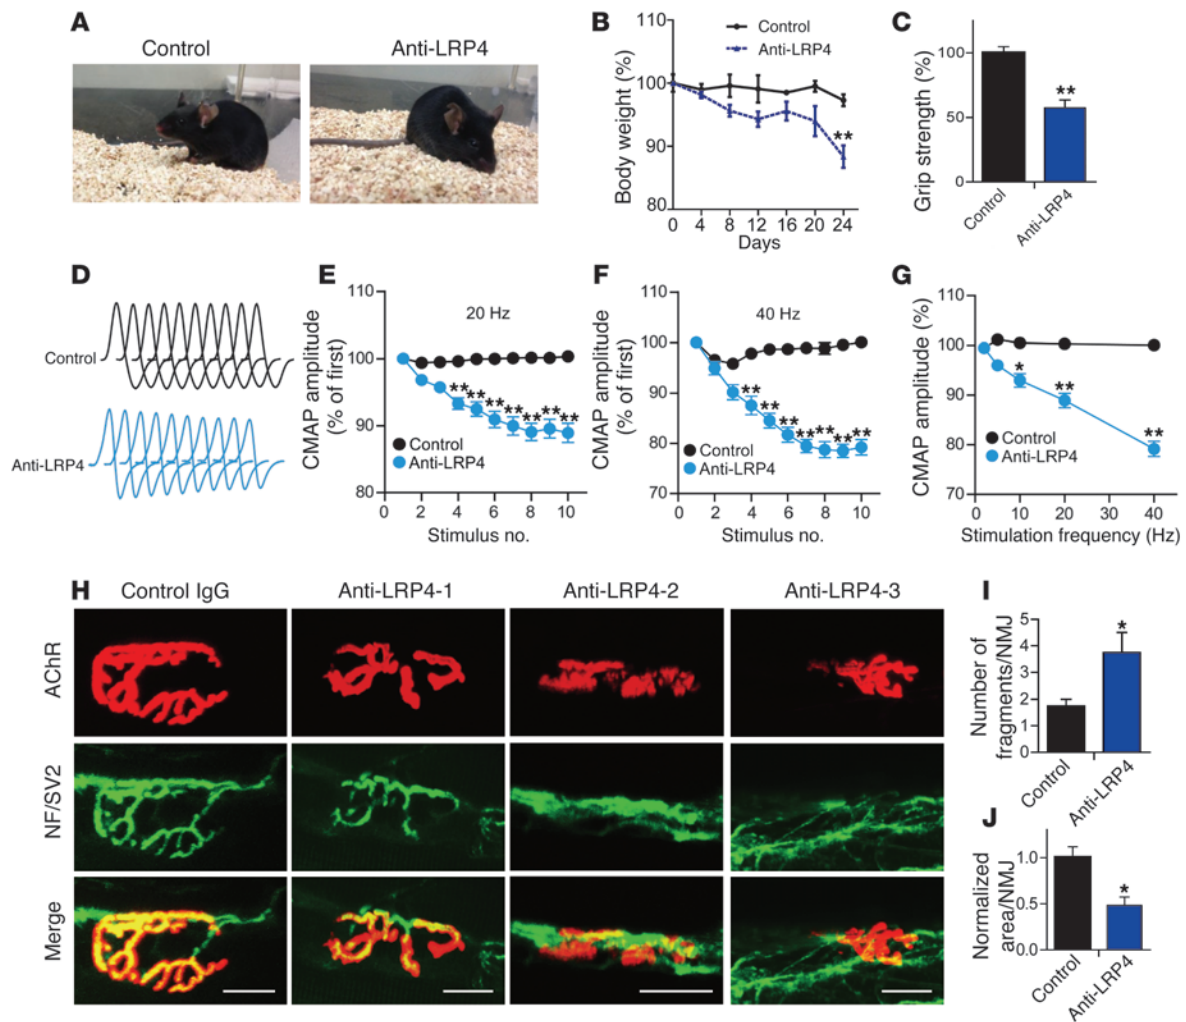 A
Control
Anti-LRP4
B
110
100
90
80
Body weight (%)
Control
Anti-LRP4
**
0 4 8 12 16 20 24
Days
C
100
50
0
Grip strength (%)
**
Control
Anti-LRP4
D
Control
Anti-LRP4
E
110
100
90
80
CMAP amplitude
(% of first)
20 Hz
** ** ** ** ** ** **
Control
Anti-LRP4
0 2 4 6 8 10
Stimulus no.
F
110
100
90
80
70
CMAP amplitude
(% of first)
40 Hz
** ** ** ** ** ** **
Control
Anti-LRP4
0 2 4 6 8 10
Stimulus no.
G
110
100
90
80
70
CMAP amplitude (%)
* ** **
Control
Anti-LRP4
0 10 20 30 40
Stimulation frequency (Hz)
H
Control IgG
Anti-LRP4-1
Anti-LRP4-2
Anti-LRP4-3
AChR
NF/SV2
Merge
I
5
4
3
2
1
0
Number of
fragments/NMJ
*
Control
Anti-LRP4
J
1.0
0.5
0.0
Normalized
area/NMJ
*
Control
Anti-LRP4